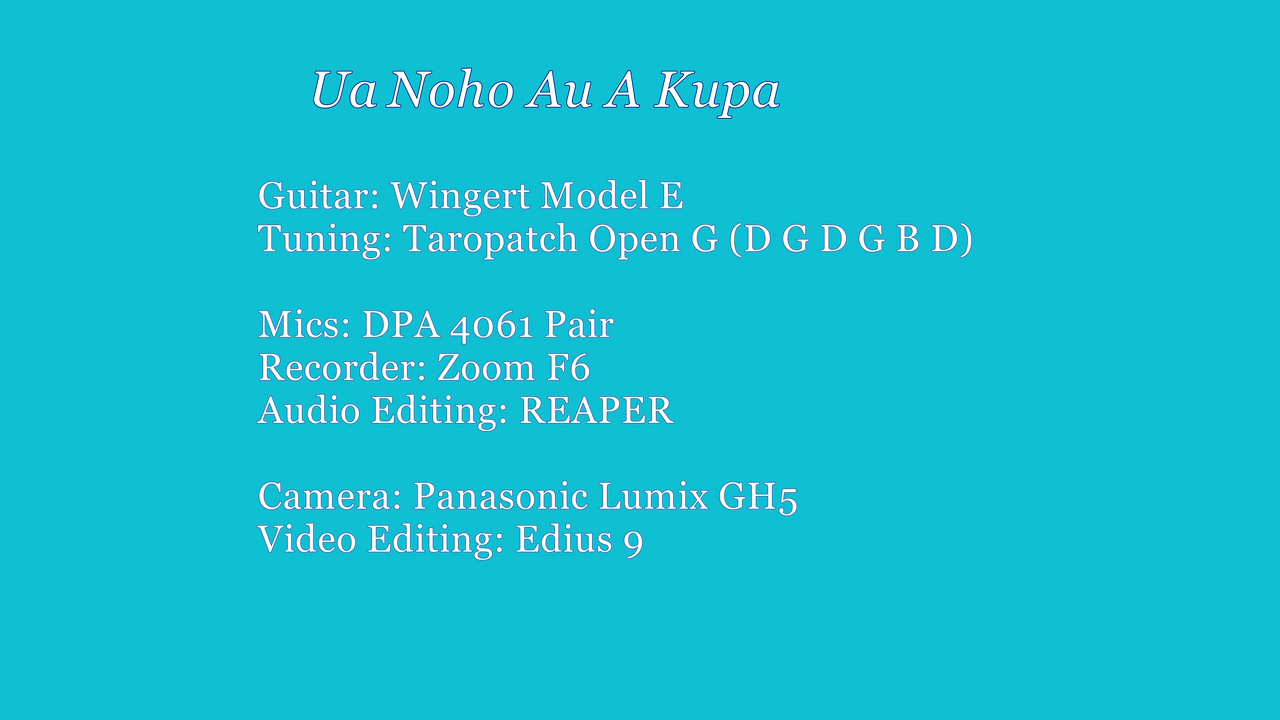 Ua Noho Au A Kupa
Guitar: Wingert Model E
Tuning: Taropatch Open G (D G D G B D)
Mics: DPA 4061 Pair
Recorder: Zoom F6
Audio Editing: REAPER
Camera: Panasonic Lumix GH5
Video Editing: Edius 9